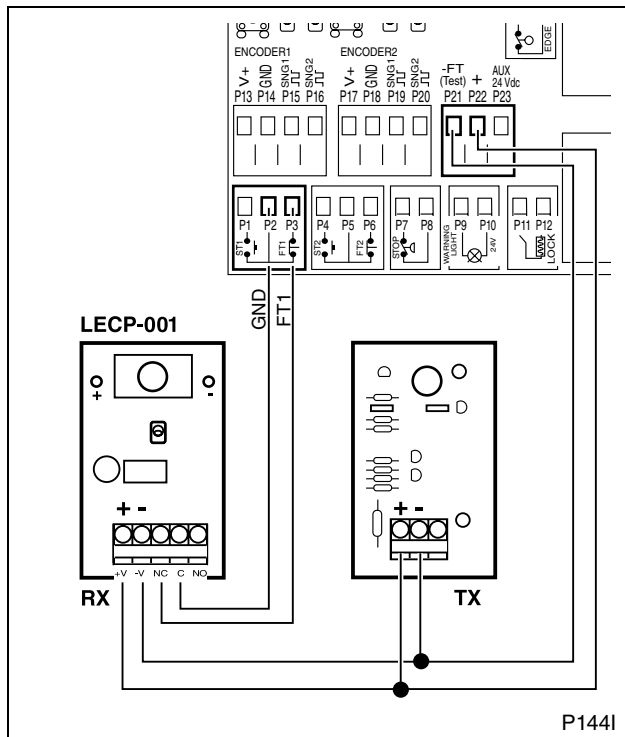 EDGE
ENCODER1
V+ GND SNG1 SNG2
P13 P14 P15 P16
ENCODER2
V+ GND SNG1 SNG2
P17 P18 P19 P20
-FT (Test) + AUX 24 Vdc
P21 P22 P23
P1 P2 P3
ST1 FT1
P4 P5 P6
ST2 FT2
P7 P8
STOP
P9 P10
WARNING LIGHT 24V
P11 P12
LOCK
GND FT1
LECP-001
+ -
+ -
+V -V NC C NO
RX
+ -
TX
P144I